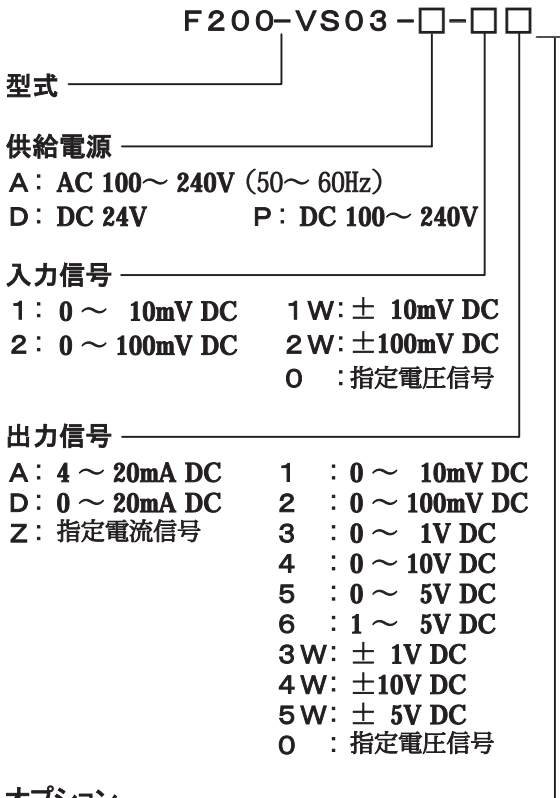 F200-VS03-□-□□
型式
供給電源
A: AC 100～240V（50～60Hz）
D: DC 24V P: DC 100～240V
入力信号
1: 0～ 10mV DC 1W:± 10mV DC
2: 0～100mV DC 2W:±100mV DC
0 :指定電圧信号
出力信号
A: 4～20mA DC 1 : 0～ 10mV DC
D: 0～20mA DC 2 : 0～100mV DC
Z: 指定電流信号 3 : 0～ 1V DC
4 : 0～10V DC
5 : 0～ 5V DC
6 : 1～ 5V DC
3W: ± 1V DC
4W: ±10V DC
5W: ± 5V DC
0 : 指定電圧信号
オプション